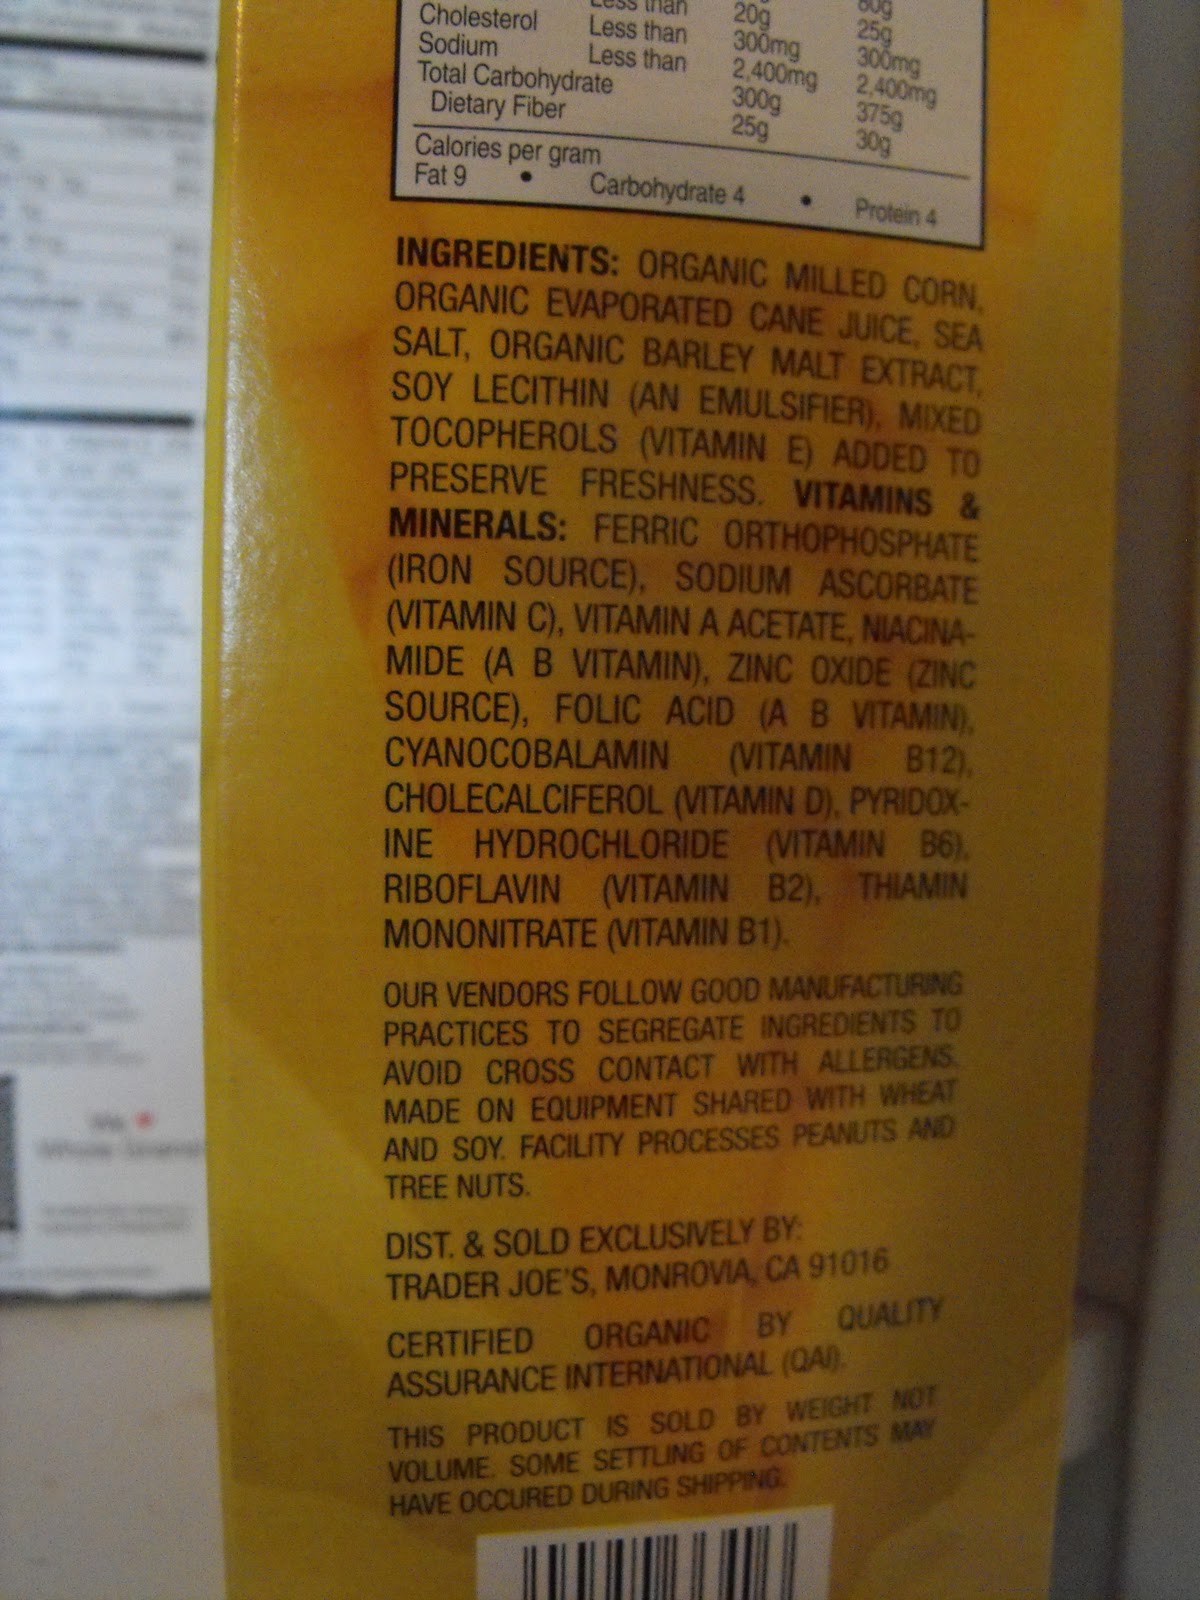 Less than 20g 25g
Cholesterol Less than 300mg 300mg
Sodium Less than 2,400mg 2,400mg
Total Carbohydrate 300g 375g
Dietary Fiber 25g 30g
Calories per gram
Fat 9 • Carbohydrate 4 • Protein 4
INGREDIENTS: ORGANIC MILLED CORN,
ORGANIC EVAPORATED CANE JUICE, SEA
SALT, ORGANIC BARLEY MALT EXTRACT,
SOY LECITHIN (AN EMULSIFIER), MIXED
TOCOPHEROLS (VITAMIN E) ADDED TO
PRESERVE FRESHNESS. VITAMINS &
MINERALS: FERRIC ORTHOPHOSPHATE
(IRON SOURCE), SODIUM ASCORBATE
(VITAMIN C), VITAMIN A ACETATE, NIACINA-
MIDE (A B VITAMIN), ZINC OXIDE (ZINC
SOURCE), FOLIC ACID (A B VITAMIN),
CYANOCOBALAMIN (VITAMIN B12),
CHOLECALCIFEROL (VITAMIN D), PYRIDOX-
INE HYDROCHLORIDE (VITAMIN B6),
RIBOFLAVIN (VITAMIN B2), THIAMIN
MONONITRATE (VITAMIN B1).
OUR VENDORS FOLLOW GOOD MANUFACTURING
PRACTICES TO SEGREGATE INGREDIENTS TO
AVOID CROSS CONTACT WITH ALLERGENS.
MADE ON EQUIPMENT SHARED WITH WHEAT
AND SOY. FACILITY PROCESSES PEANUTS AND
TREE NUTS.
DIST. & SOLD EXCLUSIVELY BY:
TRADER JOE'S, MONROVIA, CA 91016
CERTIFIED ORGANIC BY QUALITY
ASSURANCE INTERNATIONAL (QAI).
THIS PRODUCT IS SOLD BY WEIGHT NOT
VOLUME. SOME SETTLING OF CONTENTS MAY
HAVE OCCURED DURING SHIPPING.